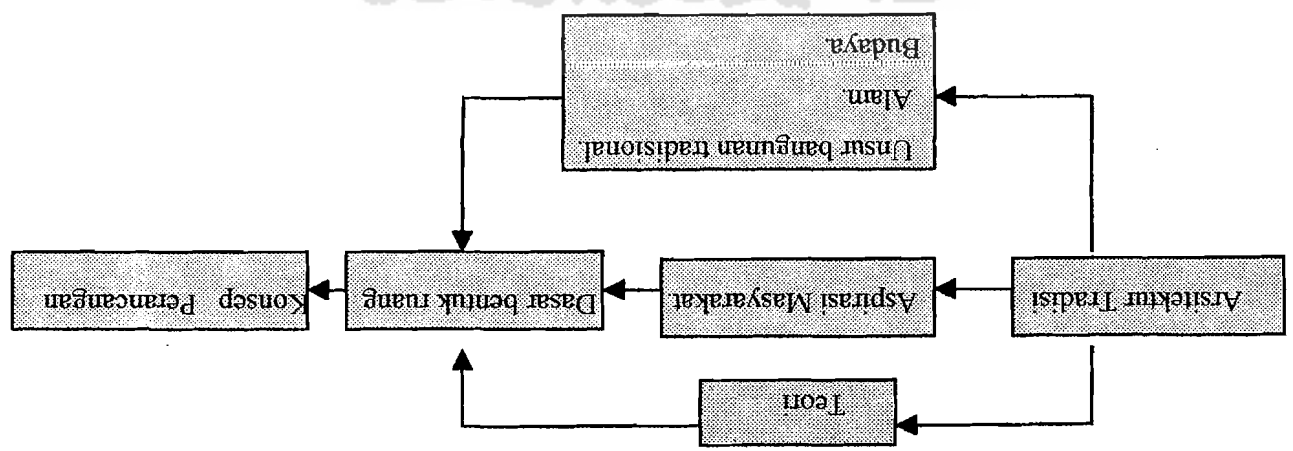 Teori
Arsitektur Tradisi
Aspirasi Masyarakat
Dasar bentuk ruang
Konsep Perancangan
Unsur bangunan tradisional.
Alam.
Budaya.